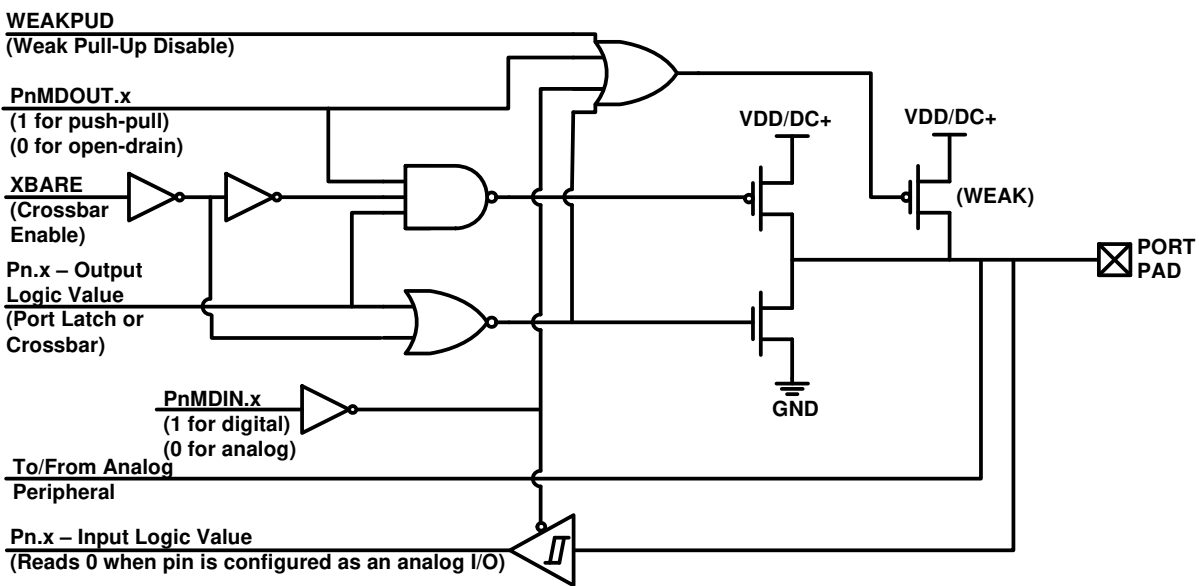 WEAKPUD
(Weak Pull-Up Disable)
PnMDOUT.x
(1 for push-pull)
(0 for open-drain)
XBARE
(Crossbar
Enable)
Pn.x – Output
Logic Value
(Port Latch or
Crossbar)
PnMDIN.x
(1 for digital)
(0 for analog)
To/From Analog
Peripheral
Pn.x – Input Logic Value
(Reads 0 when pin is configured as an analog I/O)
VDD/DC+
VDD/DC+
(WEAK)
PORT
PAD
GND